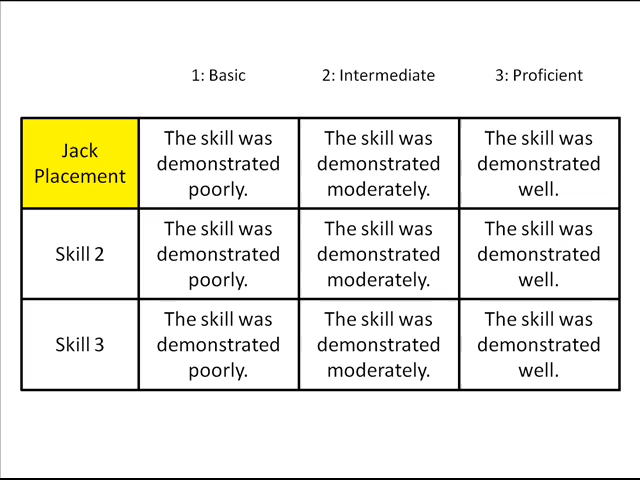 1: Basic 2: Intermediate 3: Proficient
Jack
Placement
The skill was
demonstrated
poorly.
The skill was
demonstrated
moderately.
The skill was
demonstrated
well.
Skill 2
The skill was
demonstrated
poorly.
The skill was
demonstrated
moderately.
The skill was
demonstrated
well.
Skill 3
The skill was
demonstrated
poorly.
The skill was
demonstrated
moderately.
The skill was
demonstrated
well.